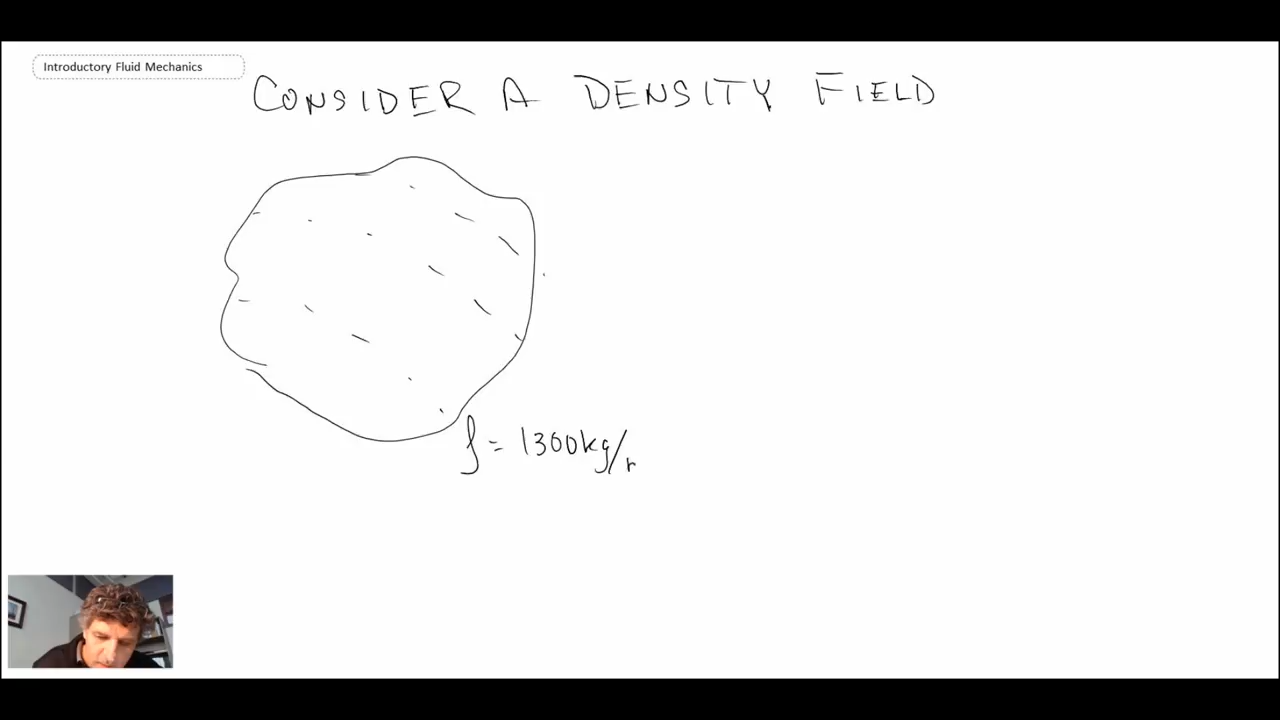 Introductory Fluid Mechanics
CONSIDER A DENSITY FIELD
ρ = 1300kg/r